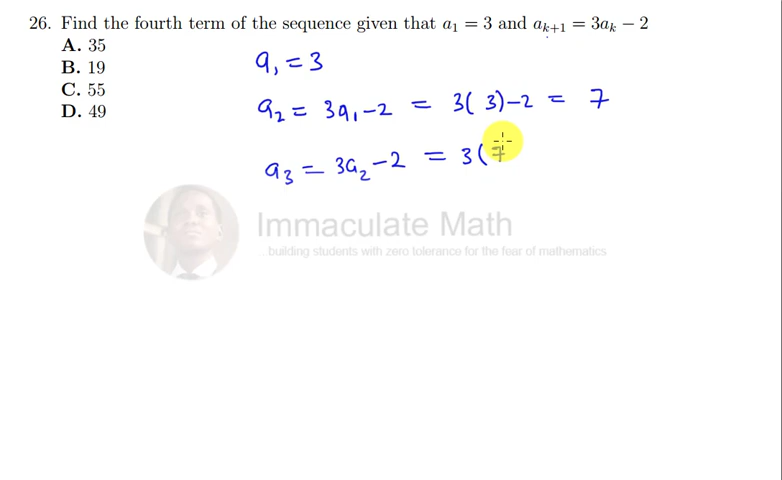 26. Find the fourth term of the sequence given that a₁ = 3 and aₖ₊₁ = 3aₖ − 2
A. 35
B. 19
C. 55
D. 49
a₁ = 3
a₂ = 3a₁ − 2 = 3( 3) − 2 = 7
a₃ = 3a₂ − 2 = 3( 7
Immaculate Math
...building students with zero tolerance for the fear of mathematics